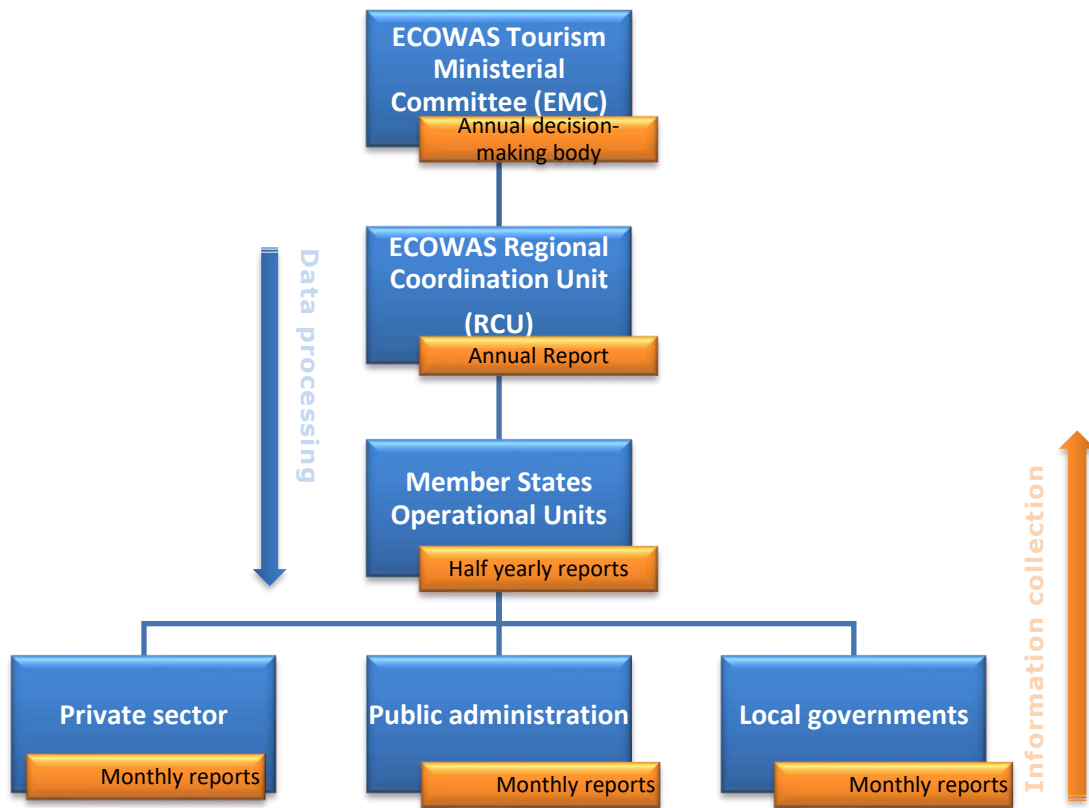 ECOWAS Tourism
Ministerial
Committee (EMC)
Annual decision-
making body
ECOWAS Regional
Coordination Unit
(RCU)
Annual Report
Data processing
Member States
Operational Units
Half yearly reports
Information collection
Private sector
Monthly reports
Public administration
Monthly reports
Local governments
Monthly reports